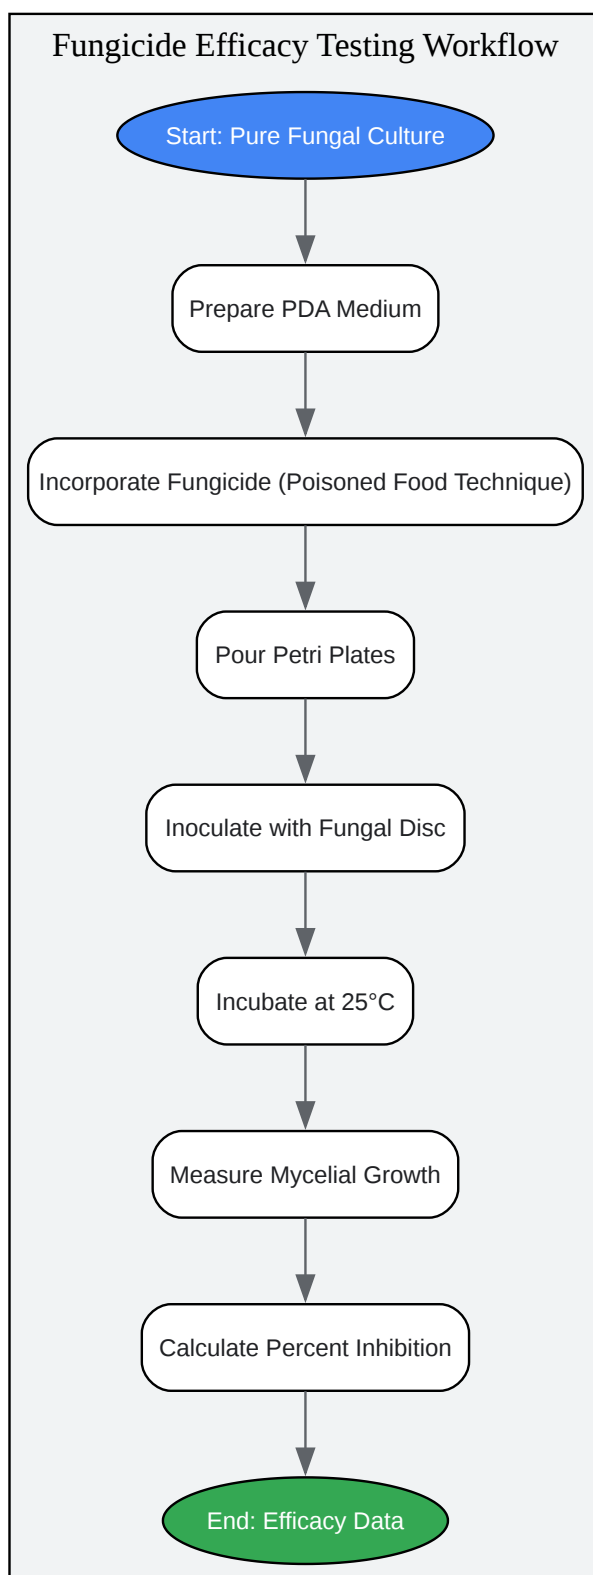 Fungicide Efficacy Testing Workflow
Start: Pure Fungal Culture
Prepare PDA Medium
Incorporate Fungicide (Poisoned Food Technique)
Pour Petri Plates
Inoculate with Fungal Disc
Incubate at 25°C
Measure Mycelial Growth
Calculate Percent Inhibition
End: Efficacy Data